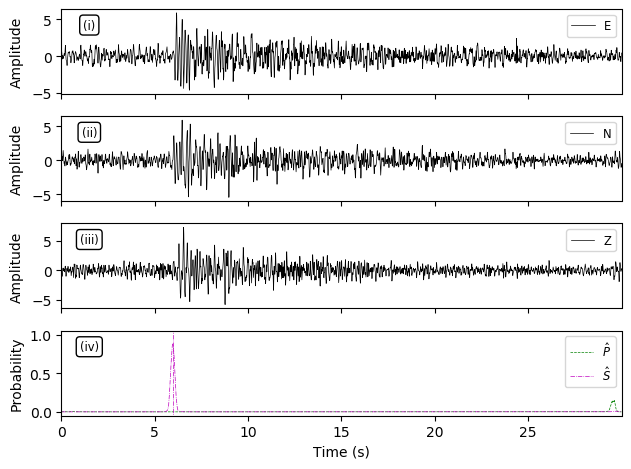 (i)
E
Amplitude
5
0
−5
(ii)
N
Amplitude
5
0
−5
(iii)
Z
Amplitude
5
0
−5
(iv)
P̂
Ŝ
Probability
1.0
0.5
0.0
0 5 10 15 20 25
Time (s)